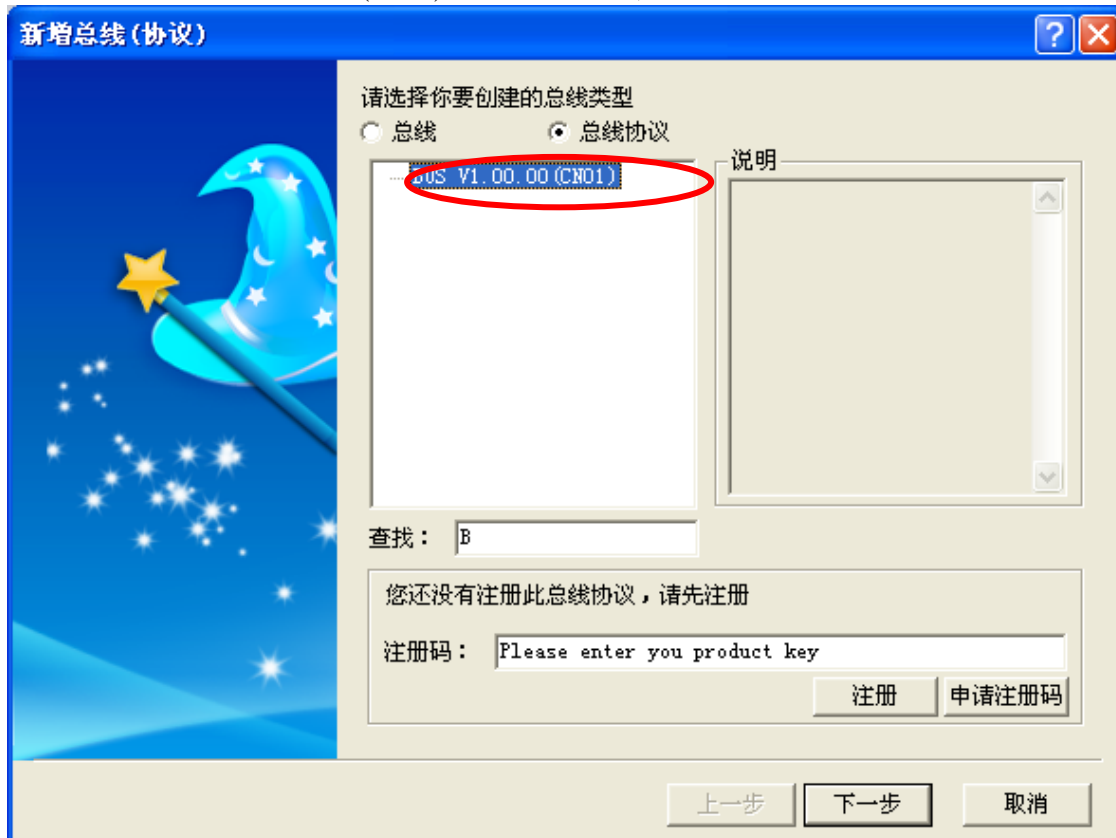 新增总线(协议)
请选择你要创建的总线类型
总线 总线协议
BUS V1.00.00(CN01)
说明
查找： B
您还没有注册此总线协议，请先注册
注册码： Please enter you product key
注册 申请注册码
上一步 下一步 取消